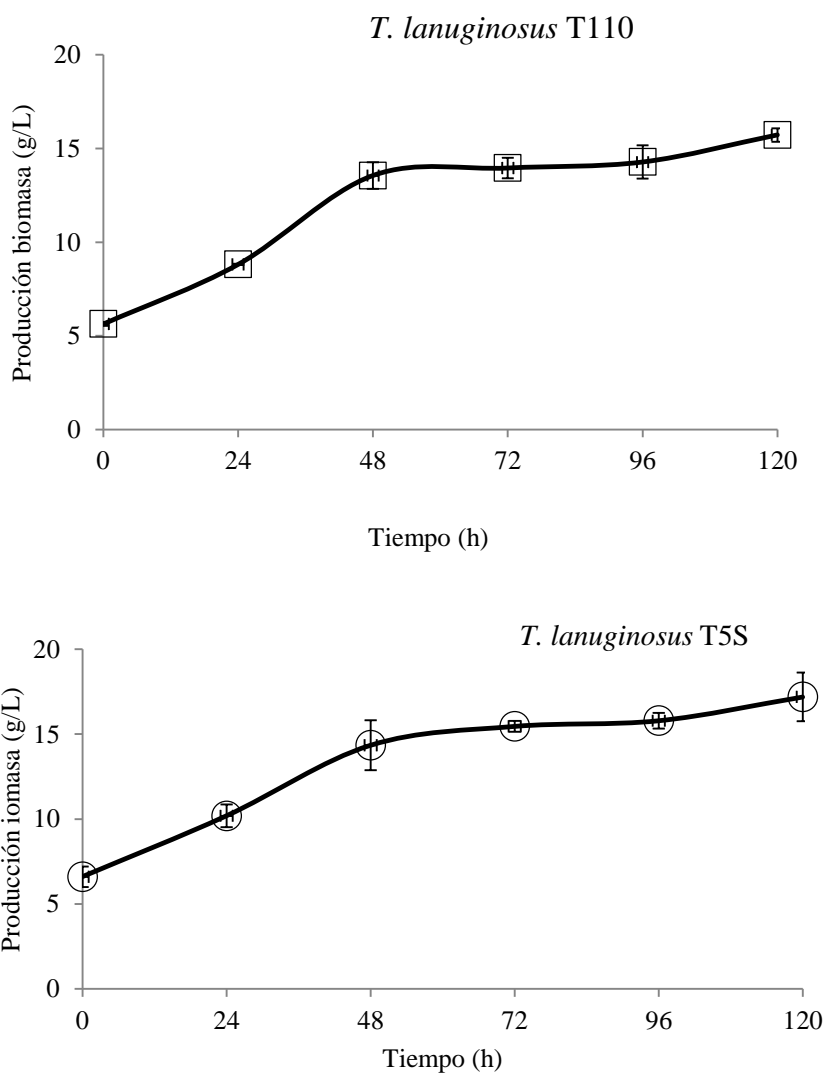 T. lanuginosus T110
Producción biomasa (g/L)
20
15
10
5
0
0 24 48 72 96 120
Tiempo (h)
T. lanuginosus T5S
Producción iomasa (g/L)
20
15
10
5
0
0 24 48 72 96 120
Tiempo (h)